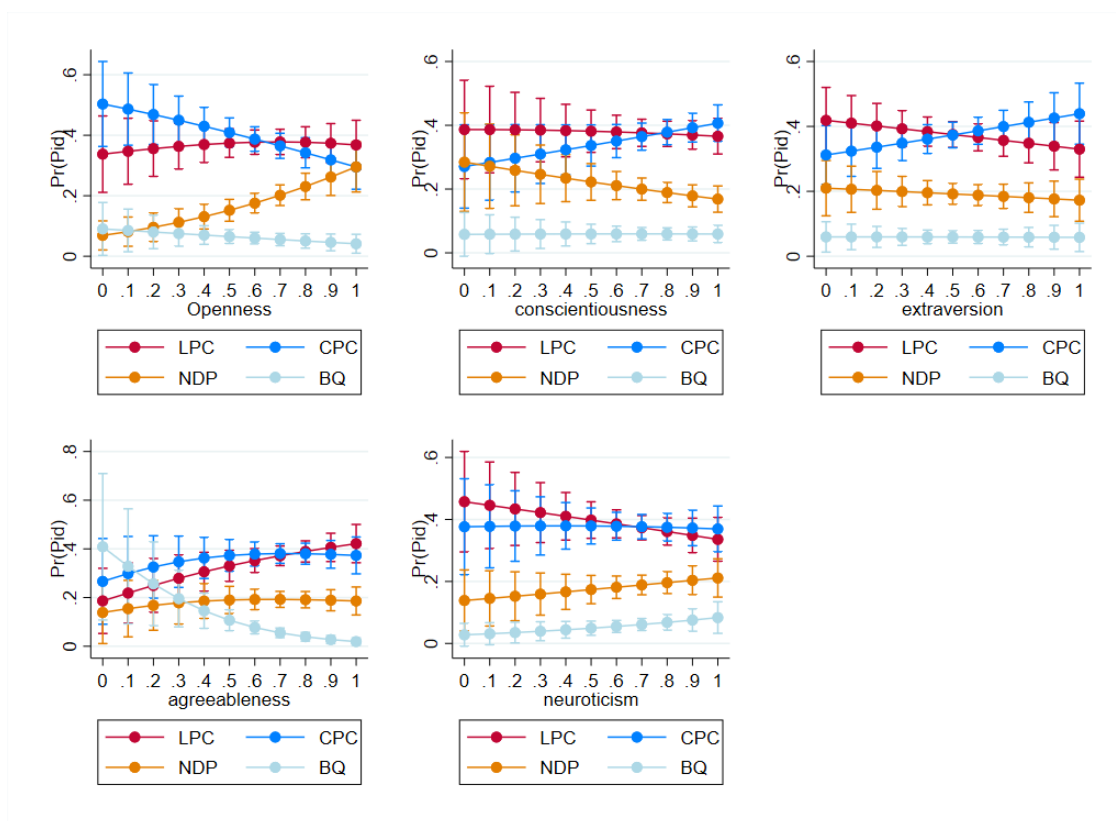 Pr(Pid)
.6
.4
.2
0
0 .1 .2 .3 .4 .5 .6 .7 .8 .9 1
Openness
LPC CPC
NDP BQ
Pr(Pid)
.6
.4
.2
0
0 .1 .2 .3 .4 .5 .6 .7 .8 .9 1
conscientiousness
LPC CPC
NDP BQ
Pr(Pid)
.6
.4
.2
0
0 .1 .2 .3 .4 .5 .6 .7 .8 .9 1
extraversion
LPC CPC
NDP BQ
Pr(Pid)
.8
.6
.4
.2
0
0 .1 .2 .3 .4 .5 .6 .7 .8 .9 1
agreeableness
LPC CPC
NDP BQ
Pr(Pid)
.6
.4
.2
0
0 .1 .2 .3 .4 .5 .6 .7 .8 .9 1
neuroticism
LPC CPC
NDP BQ